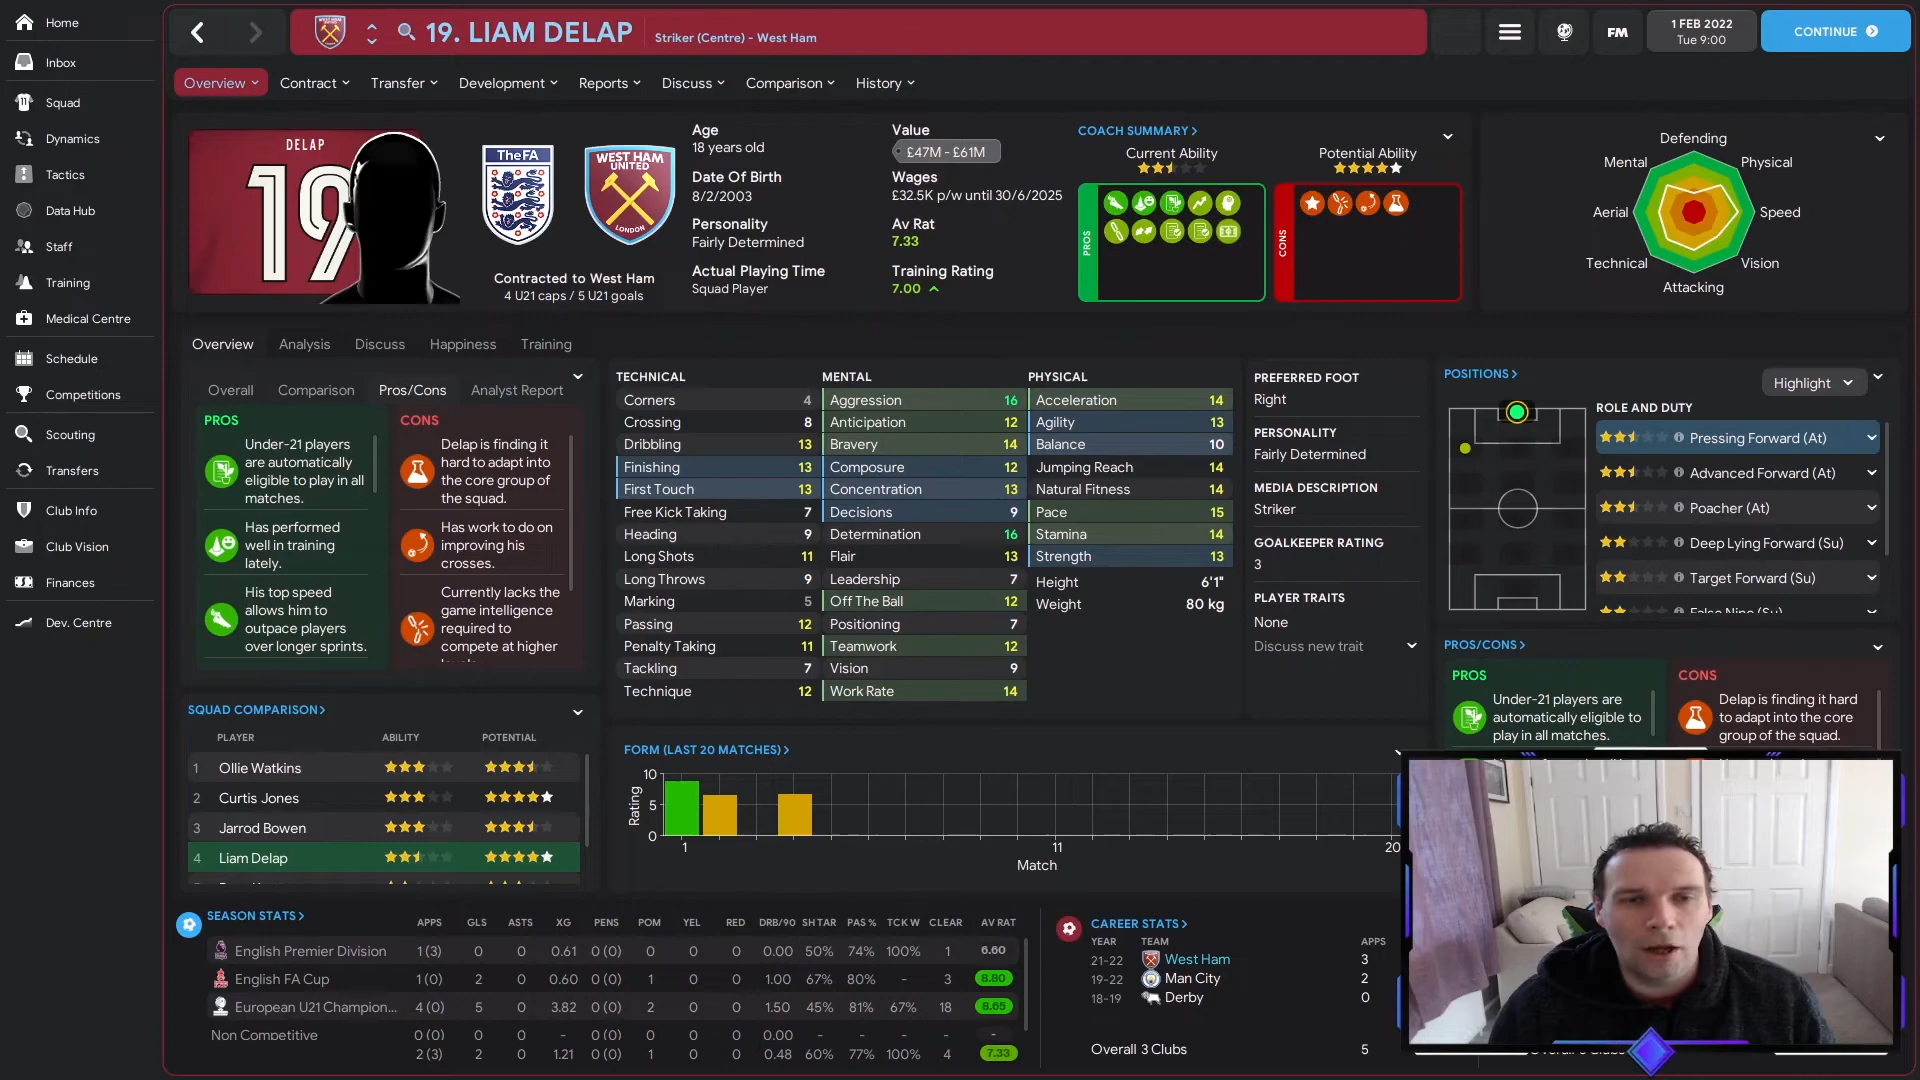 Home
Inbox
Squad
Dynamics
Tactics
Data Hub
Staff
Training
Medical Centre
Schedule
Competitions
Scouting
Transfers
Club Info
Club Vision
Finances
Dev. Centre
19. LIAM DELAP
Striker (Centre) - West Ham
FM
1 FEB 2022
Tue 9:00
CONTINUE
Overview Contract Transfer Development Reports Discuss Comparison History
DELAP
19
TheFA
WEST HAM
UNITED
LONDON
Contracted to West Ham
4 U21 caps / 5 U21 goals
Age
18 years old
Date Of Birth
8/2/2003
Personality
Fairly Determined
Actual Playing Time
Squad Player
Value
£47M - £61M
Wages
£32.5K p/w until 30/6/2025
Av Rat
7.33
Training Rating
7.00
COACH SUMMARY >
Current Ability
Potential Ability
PROS
CONS
Defending
Mental
Physical
Aerial
Speed
Technical
Vision
Attacking
Overview Analysis Discuss Happiness Training
Overall Comparison Pros/Cons Analyst Report
PROS
Under-21 players
are automatically
eligible to play in all
matches.
Has performed
well in training
lately.
His top speed
allows him to
outpace players
over longer sprints.
CONS
Delap is finding it
hard to adapt into
the core group of
the squad.
Has work to do on
improving his
crosses.
Currently lacks the
game intelligence
required to
compete at higher
TECHNICAL
Corners 4
Crossing 8
Dribbling 13
Finishing 13
First Touch 13
Free Kick Taking 7
Heading 9
Long Shots 11
Long Throws 9
Marking 5
Passing 12
Penalty Taking 11
Tackling 7
Technique 12
MENTAL
Aggression 16
Anticipation 12
Bravery 14
Composure 12
Concentration 13
Decisions 9
Determination 16
Flair 13
Leadership 7
Off The Ball 12
Positioning 7
Teamwork 12
Vision 9
Work Rate 14
PHYSICAL
Acceleration 14
Agility 13
Balance 10
Jumping Reach 14
Natural Fitness 14
Pace 15
Stamina 14
Strength 13
Height 6'1"
Weight 80 kg
PREFERRED FOOT
Right
PERSONALITY
Fairly Determined
MEDIA DESCRIPTION
Striker
GOALKEEPER RATING
3
PLAYER TRAITS
None
Discuss new trait
POSITIONS >
Highlight
ROLE AND DUTY
Pressing Forward (At)
Advanced Forward (At)
Poacher (At)
Deep Lying Forward (Su)
Target Forward (Su)
False Nine (Su)
PROS/CONS >
PROS
Under-21 players are
automatically eligible to
play in all matches.
CONS
Delap is finding it hard
to adapt into the core
group of the squad.
SQUAD COMPARISON >
PLAYER ABILITY POTENTIAL
1 Ollie Watkins
2 Curtis Jones
3 Jarrod Bowen
4 Liam Delap
FORM (LAST 20 MATCHES) >
Rating
10
5
0
1 11 20
Match
SEASON STATS > APPS GLS ASTS XG PENS POM YEL RED DRB/90 SH TAR PAS % TCK W CLEAR AV RAT
English Premier Division 1 (3) 0 0 0.61 0 (0) 0 0 0 0.00 50% 74% 100% 1 6.60
English FA Cup 1 (0) 2 0 0.60 0 (0) 1 0 0 1.00 67% 80% - 3 8.80
European U21 Champion... 4 (0) 5 0 3.82 0 (0) 2 0 0 1.50 45% 81% 67% 18 8.65
Non Competitive 0 (0) 0 0 - 0 (0) 0 0 0 0.00 - - - - -
2 (3) 2 0 1.21 0 (0) 1 0 0 0.48 60% 77% 100% 4 7.33
CAREER STATS >
YEAR TEAM APPS
21-22 West Ham 3
19-22 Man City 2
18-19 Derby 0
Overall 3 Clubs 5